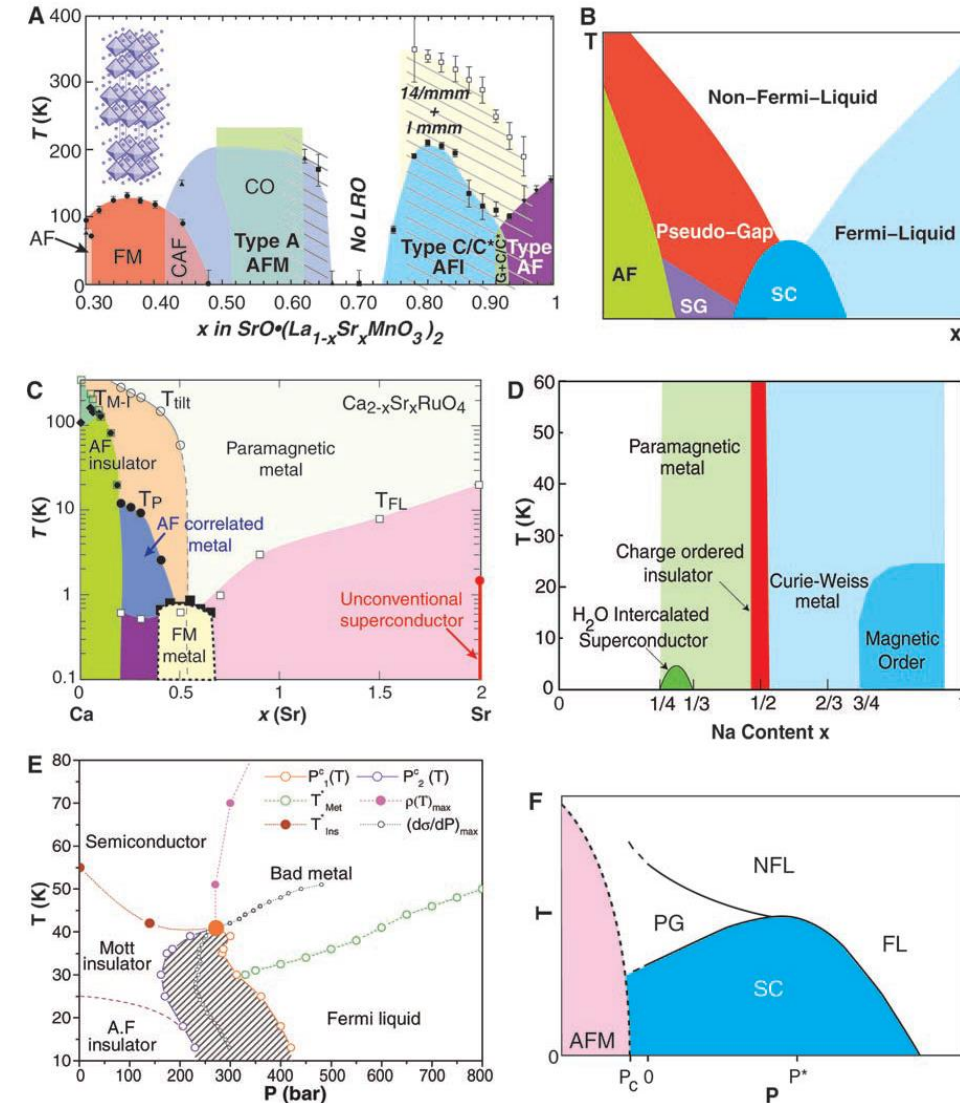 A
400
300
200
100
0
T (K)
AF
FM
CAF
CO
Type A
AFM
No LRO
14/mmm
+
I mmm
Type C/C*
AFI
G+C/C*
Type
AF
0.30
0.40
0.50
0.60
0.70
0.80
0.90
1
x in SrO•(La1-xSrxMnO3)2
B
T
Non–Fermi–Liquid
Pseudo–Gap
Fermi–Liquid
AF
SG
SC
x
C
TM-I
Ttilt
Ca2-xSrxRuO4
100
AF
insulator
Paramagnetic
metal
T (K)
10
TP
TFL
AF correlated
metal
1
Unconventional
superconductor
FM
metal
0.1
0
0.5
1
1.5
2
Ca
x (Sr)
Sr
D
60
50
40
30
20
10
0
T (K)
Paramagnetic
metal
Charge ordered
insulator
H2O Intercalated
Superconductor
Curie-Weiss
metal
Magnetic
Order
1/4
1/3
1/2
2/3
3/4
Na Content x
E
80
70
60
50
40
30
20
10
T (K)
Pc1(T)
Pc2 (T)
T*Met
ρ(T)max
T*Ins
(dσ/dP)max
Semiconductor
Bad metal
Mott
insulator
A.F
insulator
Fermi liquid
0
100
200
300
400
500
600
700
800
P (bar)
F
T
NFL
PG
FL
SC
AFM
0
Pc 0
P*
P